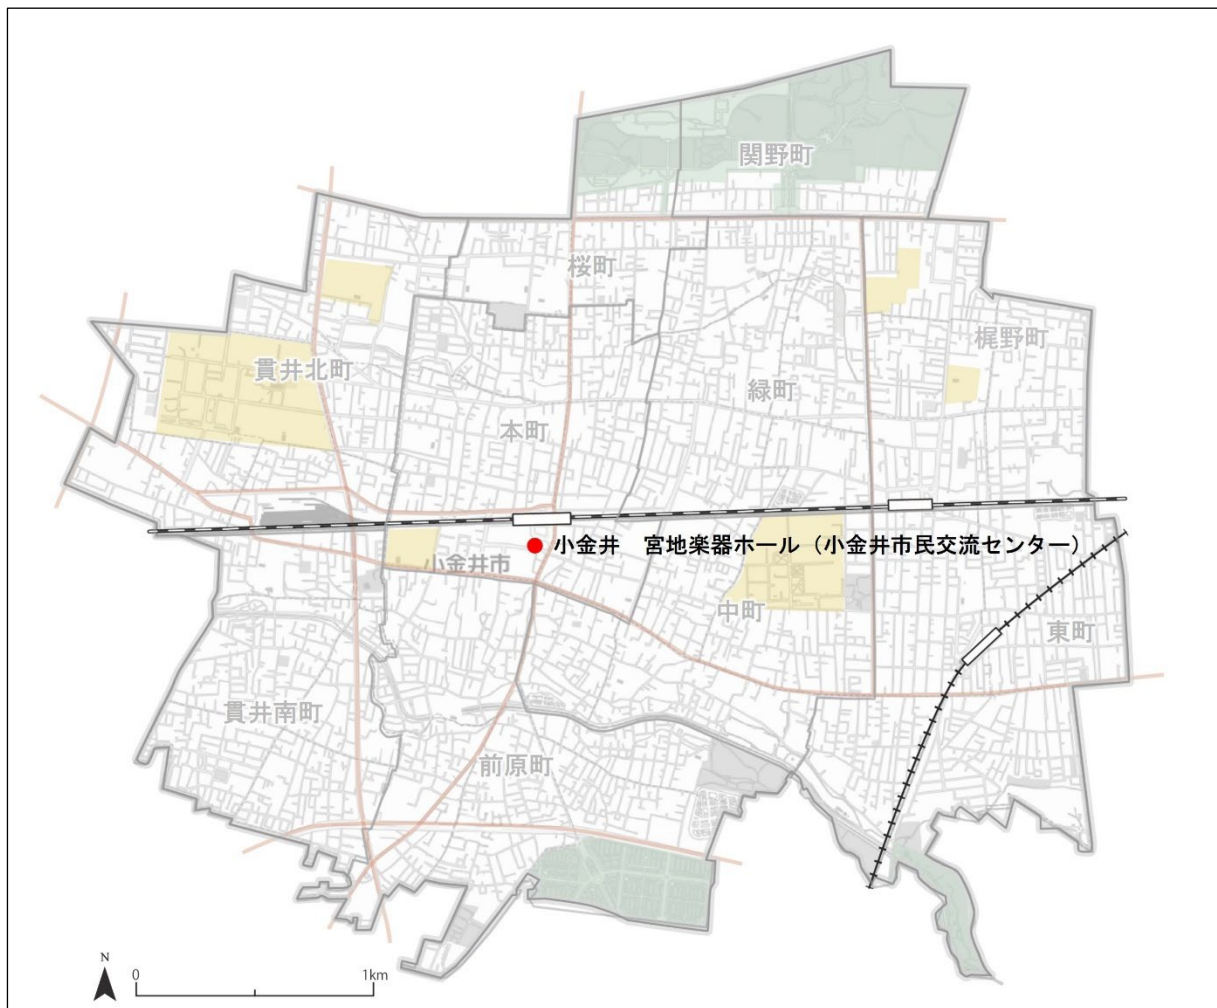 関野町
桜町
梶野町
貫井北町
緑町
本町
小金井　宮地楽器ホール（小金井市民交流センター）
小金井市
中町
東町
貫井南町
前原町
N
0
1km